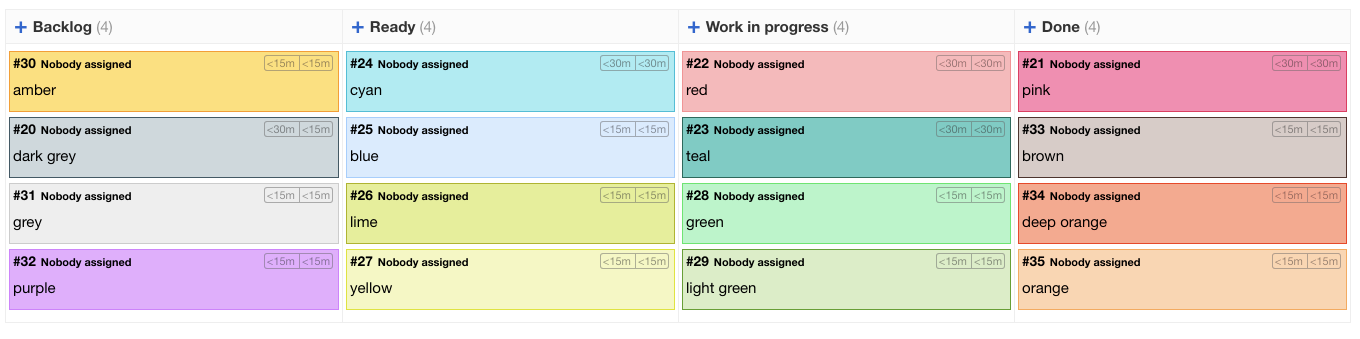 + Backlog (4)
#30 Nobody assigned <15m <15m
amber
#20 Nobody assigned <30m <15m
dark grey
#31 Nobody assigned <15m <15m
grey
#32 Nobody assigned <15m <15m
purple
+ Ready (4)
#24 Nobody assigned <30m <30m
cyan
#25 Nobody assigned <15m <15m
blue
#26 Nobody assigned <15m <15m
lime
#27 Nobody assigned <15m <15m
yellow
+ Work in progress (4)
#22 Nobody assigned <30m <30m
red
#23 Nobody assigned <30m <30m
teal
#28 Nobody assigned <15m <15m
green
#29 Nobody assigned <15m <15m
light green
+ Done (4)
#21 Nobody assigned <30m <30m
pink
#33 Nobody assigned <15m <15m
brown
#34 Nobody assigned <15m <15m
deep orange
#35 Nobody assigned <15m <15m
orange